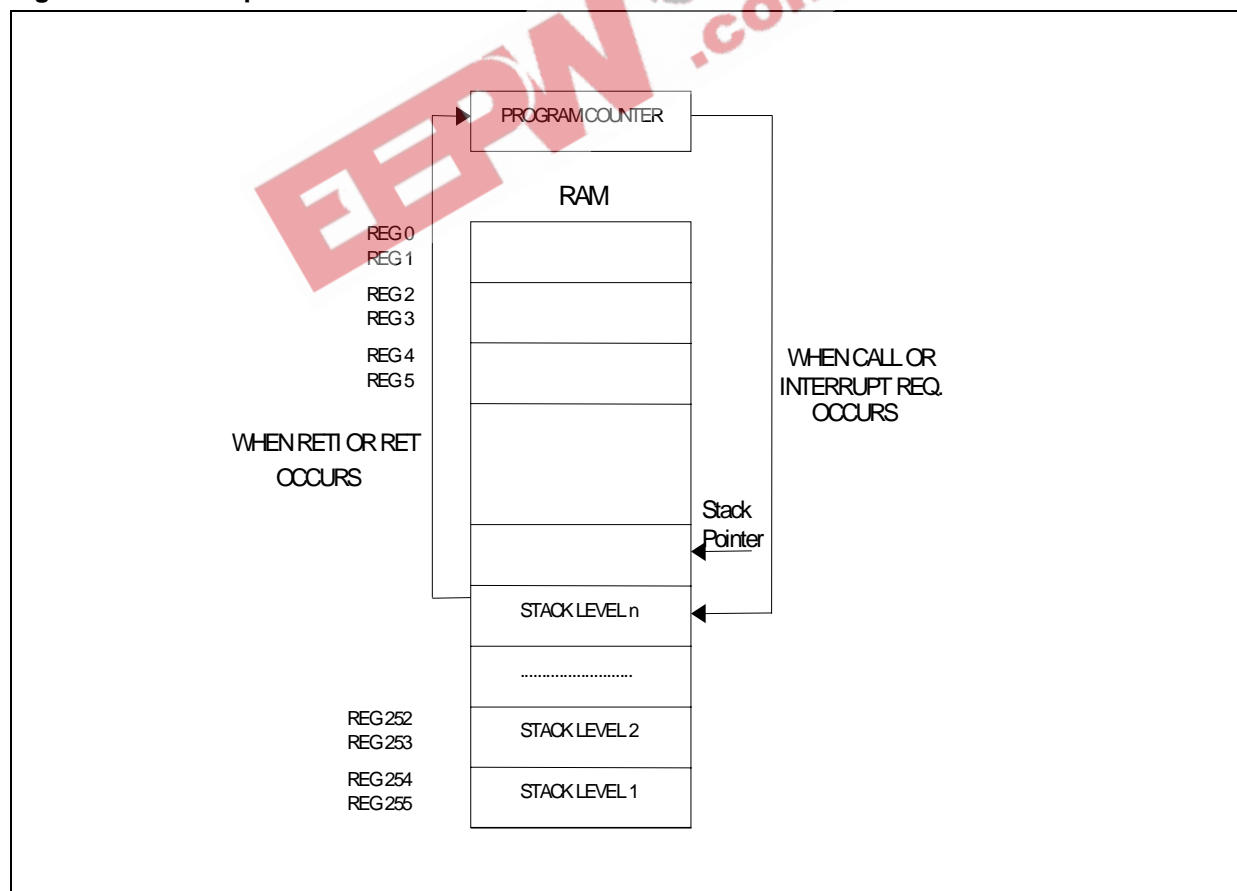 EEPW
.com
PROGRAM COUNTER
RAM
REG 0
REG 1
REG 2
REG 3
REG 4
REG 5
WHEN CALL OR
INTERRUPT REQ.
OCCURS
WHEN RETI OR RET
OCCURS
Stack
Pointer
STACK LEVEL n
..........................
REG 252
REG 253
STACK LEVEL 2
REG 254
REG 255
STACK LEVEL 1